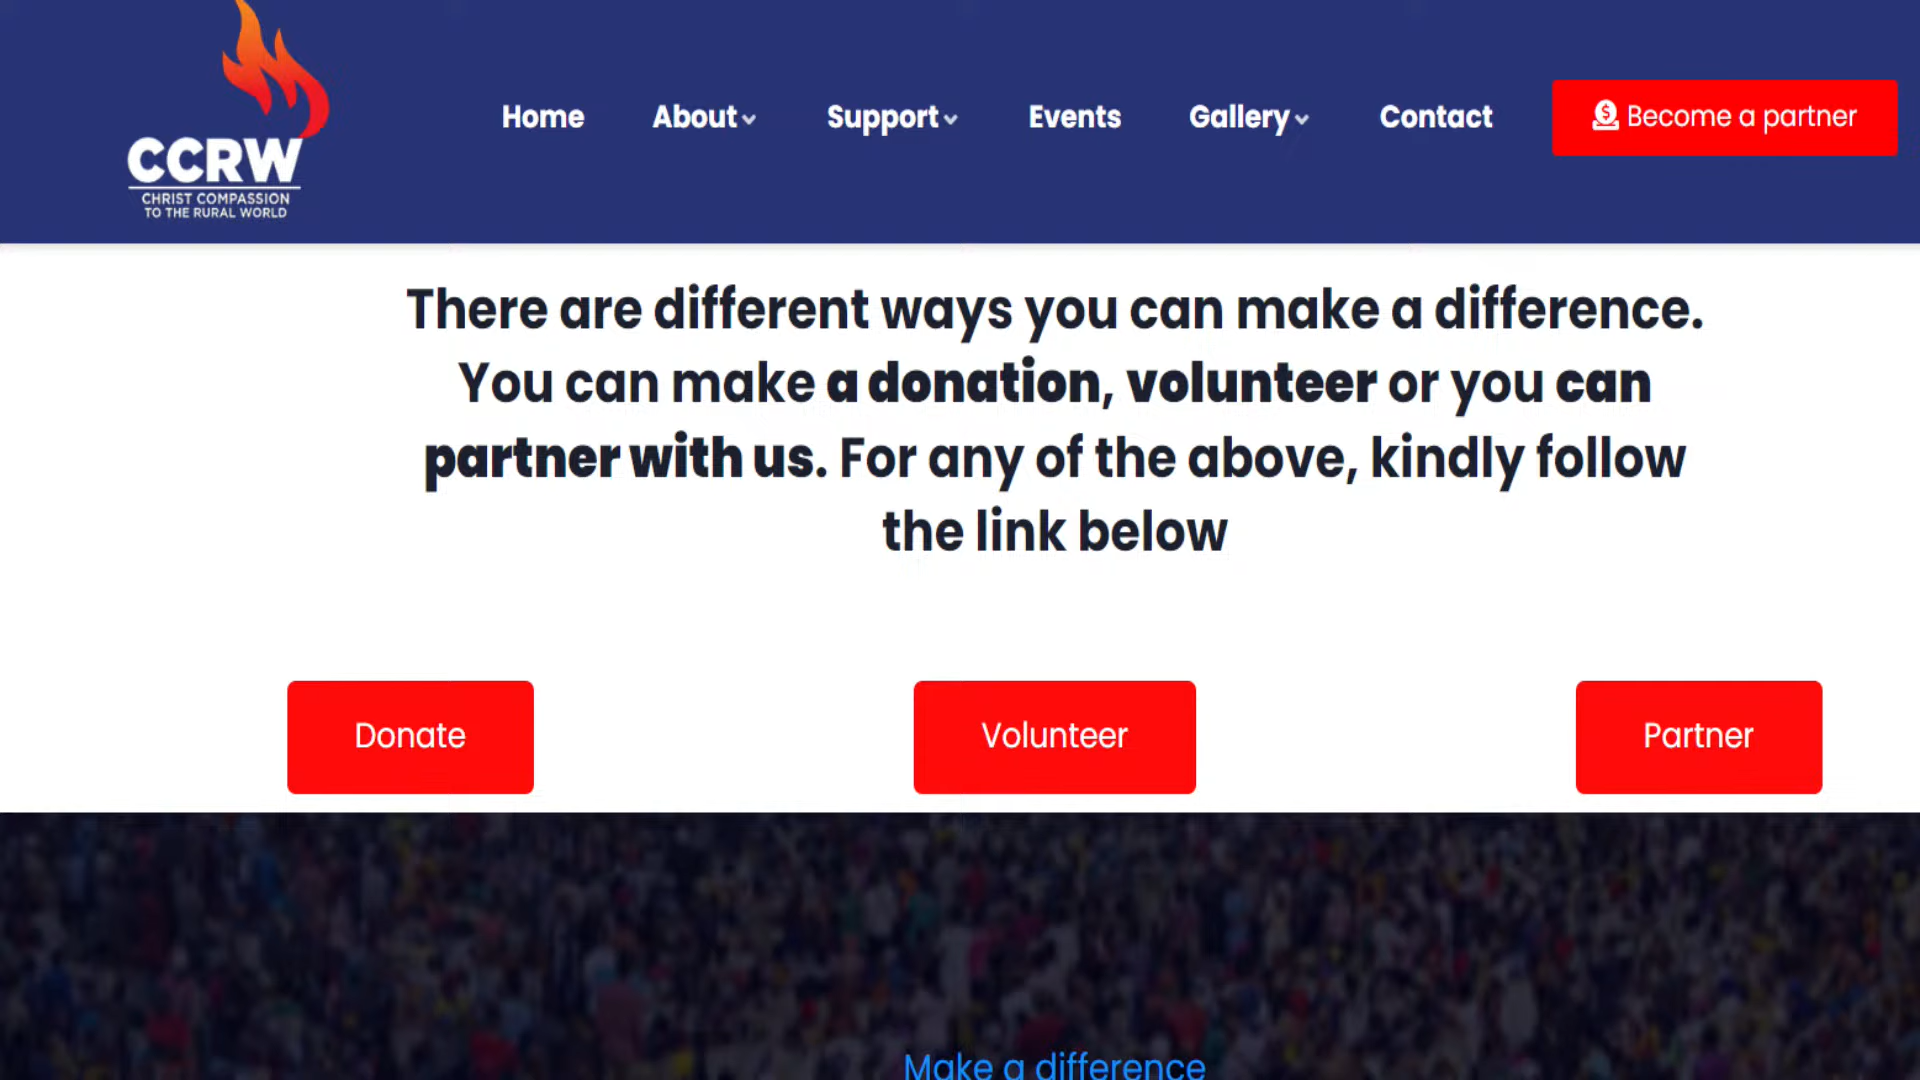 CCRW
CHRIST COMPASSION
TO THE RURAL WORLD
Home About Support Events Gallery Contact Become a partner
There are different ways you can make a difference.
You can make a donation, volunteer or you can
partner with us. For any of the above, kindly follow
the link below
Donate Volunteer Partner
Make a difference